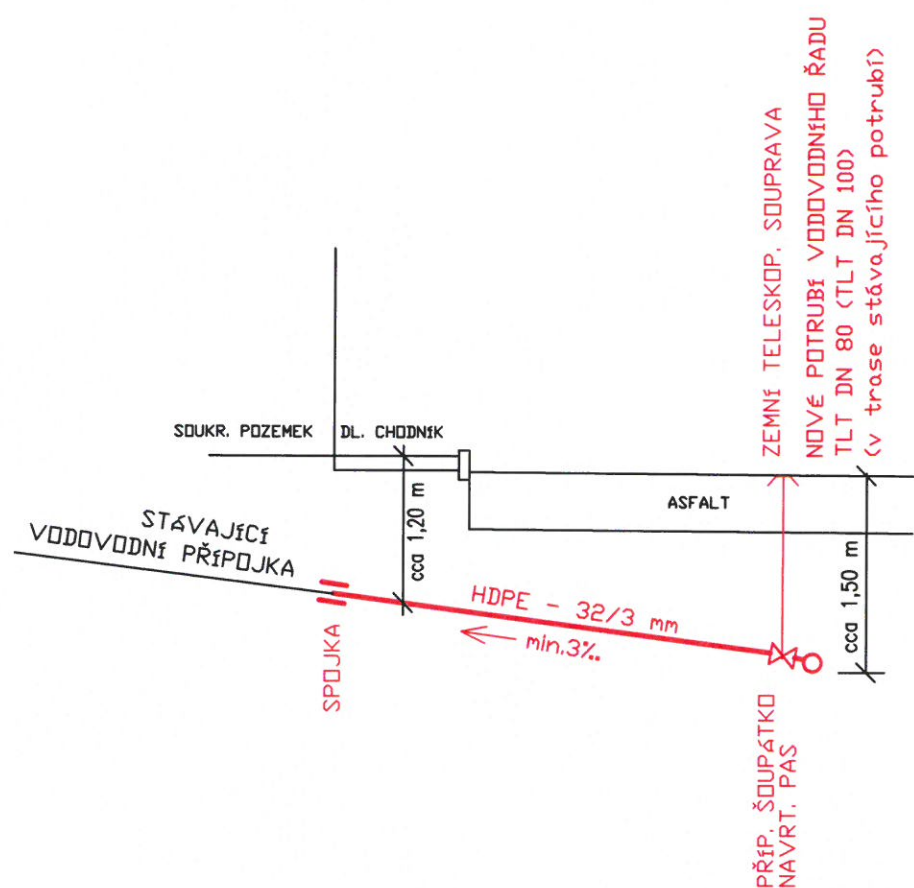 ZEMNÍ TELESKOP. SOUPRAVA
NOVÉ POTRUBÍ VODOVODNÍHO ŘADU
TLT DN 80 (TLT DN 100)
(v trase stávajícího potrubí)
SOUKR. POZEMEK
DL. CHODNÍK
ASFALT
STÁVAJÍCÍ
VODOVODNÍ PŘÍPOJKA
cca 1,20 m
HDPE - 32/3 mm
min.3‰
cca 1,50 m
SPOJKA
PŘÍP. ŠOUPÁTKO
NAVRT. PAS